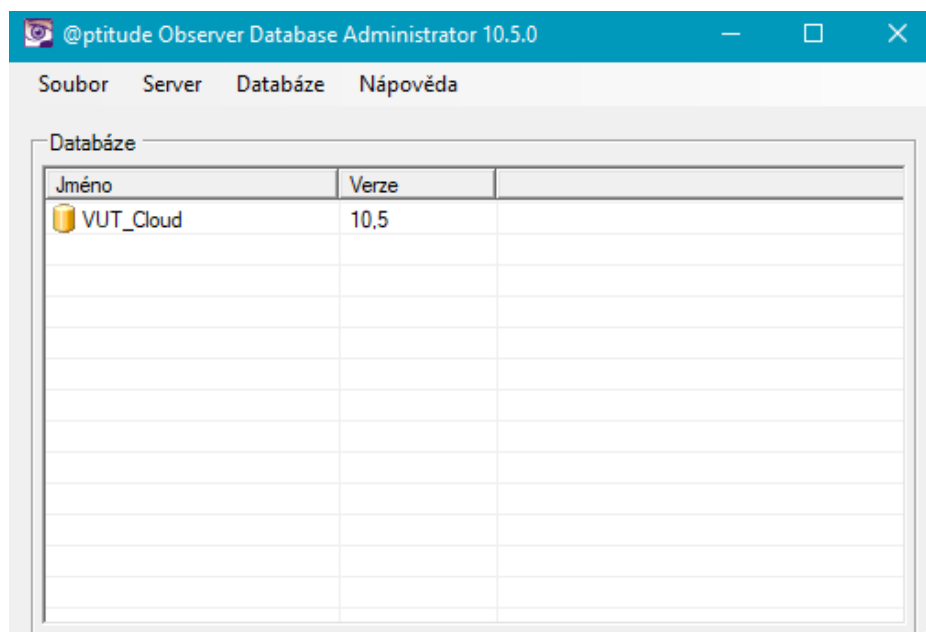 @ptitude Observer Database Administrator 10.5.0
Soubor Server Databáze Nápověda
Databáze
Jméno Verze
VUT_Cloud 10,5